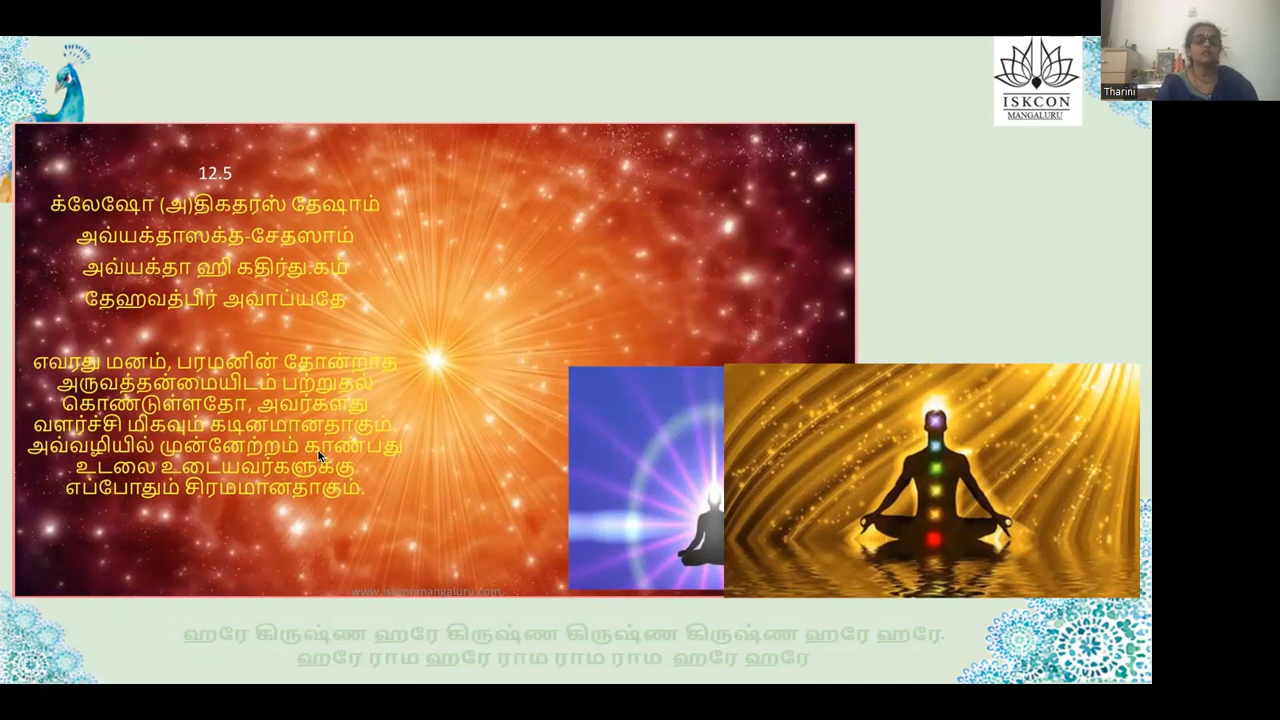 12.5
க்லேஷோ (அ)திகதரஸ் தேஷாம்
அவ்யக்தாஸக்த-சேதஸாம்
அவ்யக்தா ஹி கதிர்து:கம்
தேஹவத்பிர் அவாப்யதே
எவரது மனம், பரமனின் தோன்றாத
அருவத்தன்மையிடம் பற்றுதல்
கொண்டுள்ளதோ, அவர்களது
வளர்ச்சி மிகவும் கடினமானதாகும்.
அவ்வழியில் முன்னேற்றம் காண்பது
உடலை உடையவர்களுக்கு
எப்போதும் சிரமமானதாகும்.
www.iskconmangaluru.com
ஹரே கிருஷ்ண ஹரே கிருஷ்ண கிருஷ்ண கிருஷ்ண ஹரே ஹரே.
ஹரே ராம ஹரே ராம ராம ராம ஹரே ஹரே
ISKCON
MANGALURU
Tharini